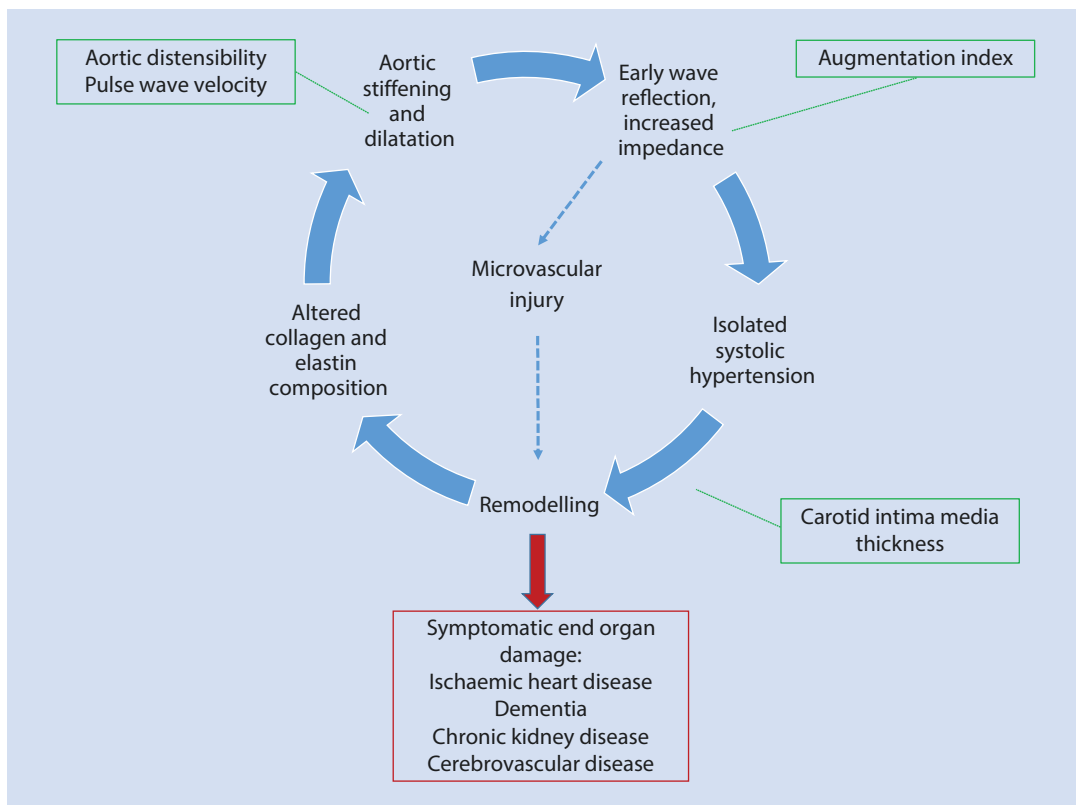 Aortic distensibility
Pulse wave velocity
Aortic
stiffening
and
dilatation
Early wave
reflection,
increased
impedance
Augmentation index
Microvascular
injury
Altered
collagen and
elastin
composition
Isolated
systolic
hypertension
Remodelling
Carotid intima media
thickness
Symptomatic end organ
damage:
Ischaemic heart disease
Dementia
Chronic kidney disease
Cerebrovascular disease